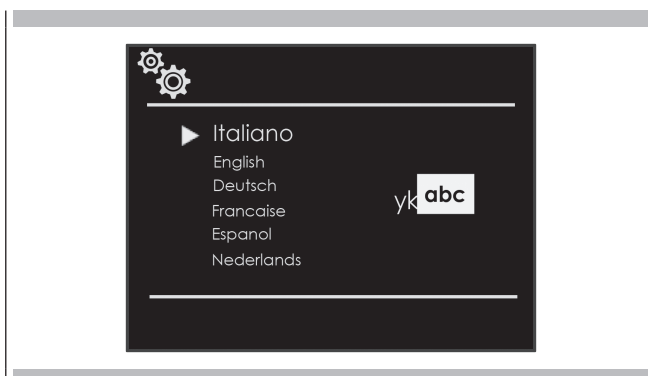 Italiano
English
Deutsch
yk abc
Francaise
Espanol
Nederlands